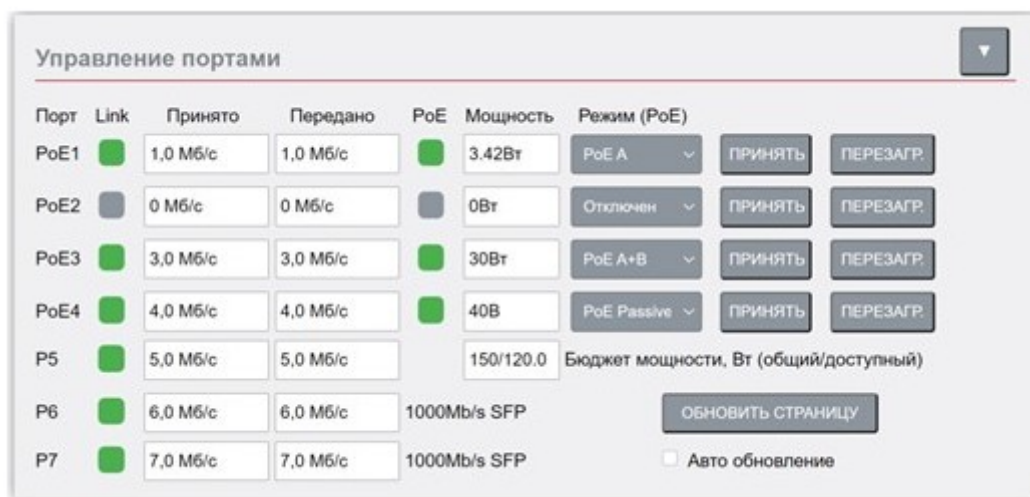 Управление портами
▼
Порт Link Принято Передано PoE Мощность Режим (PoE)
PoE1 1,0 Мб/с 1,0 Мб/с 3.42Вт PoE A ПРИНЯТЬ ПЕРЕЗАГР.
PoE2 0 Мб/с 0 Мб/с 0Вт Отключен ПРИНЯТЬ ПЕРЕЗАГР.
PoE3 3,0 Мб/с 3,0 Мб/с 30Вт PoE A+B ПРИНЯТЬ ПЕРЕЗАГР.
PoE4 4,0 Мб/с 4,0 Мб/с 40В PoE Passive ПРИНЯТЬ ПЕРЕЗАГР.
P5 5,0 Мб/с 5,0 Мб/с 150/120.0 Бюджет мощности, Вт (общий/доступный)
P6 6,0 Мб/с 6,0 Мб/с 1000Mb/s SFP ОБНОВИТЬ СТРАНИЦУ
P7 7,0 Мб/с 7,0 Мб/с 1000Mb/s SFP Авто обновление